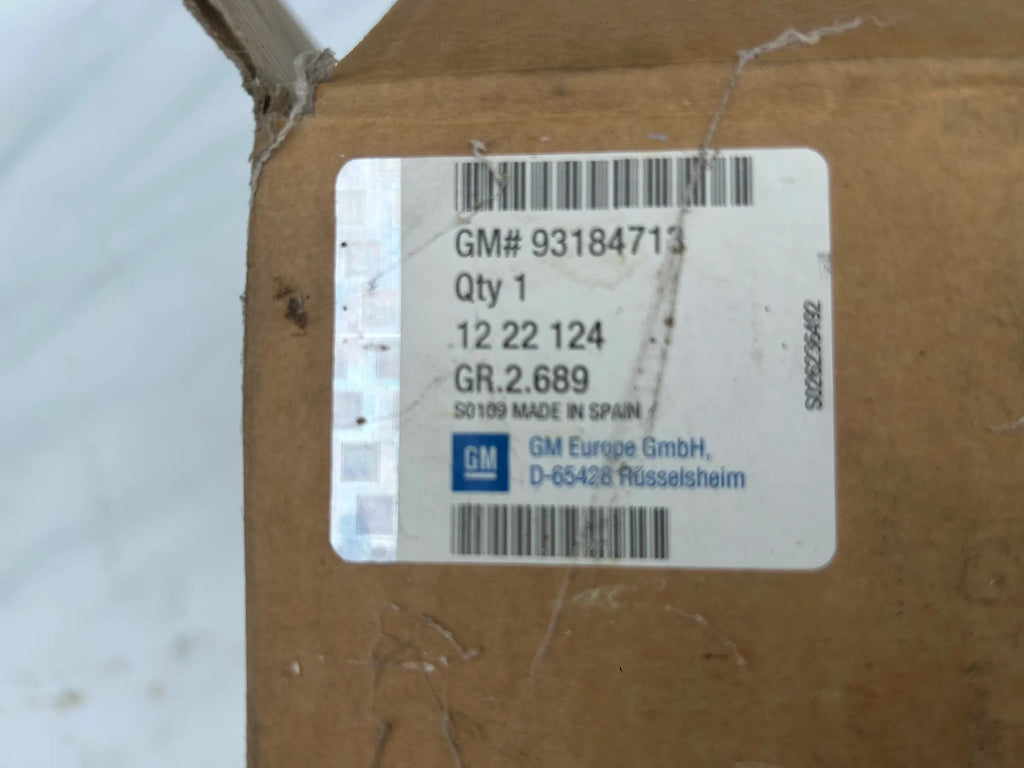 GM# 93184713
Qty 1
12 22 124
GR.2.689
S0109 MADE IN SPAIN
GM
GM Europe GmbH,
D-65428 Rüsselsheim
S026236492